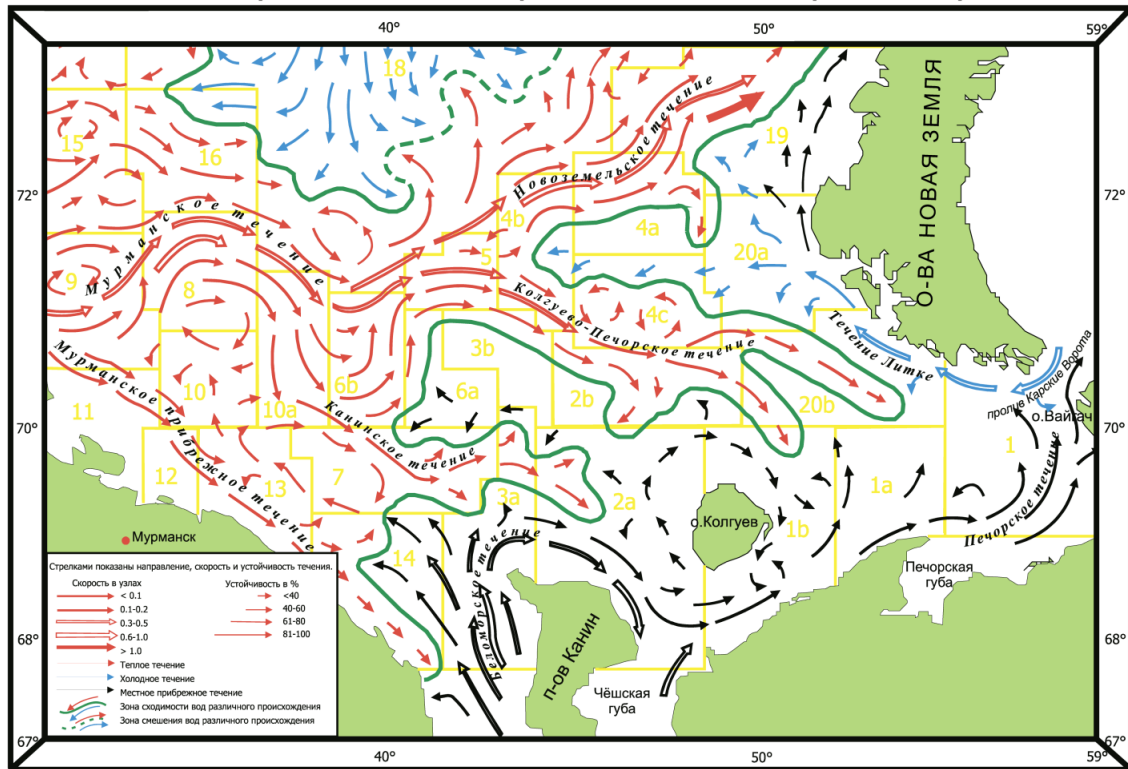 40°
50°
59°
18
15
16
19
О-ВА НОВАЯ ЗЕМЛЯ
72°
72°
Новоземельское течение
4b
4a
20a
Мурманское течение
5
9
8
4c
Колгуево-Печорское течение
Течение Литке
3b
пролив Карские Ворота
Мурманское прибрежное течение
10
10a
6b
6a
2b
20b
11
о.Вайгач
70°
70°
Канинское течение
1
12
13
7
3a
2a
1a
о.Колгуев
1b
Мурманск
14
Беломорское течение
Печорское течение
Печорская
губа
Стрелками показаны направление, скорость и устойчивость течения.
Скорость в узлах
Устойчивость в %
< 0.1
<40
0.1-0.2
40-60
0.3-0.5
61-80
0.6-1.0
81-100
> 1.0
Теплое течение
Холодное течение
Местное прибрежное течение
Зона сходимости вод различного происхождения
Зона смешения вод различного происхождения
68°
68°
п-ов Канин
Чёшская
губа
67°
67°
40°
50°
59°